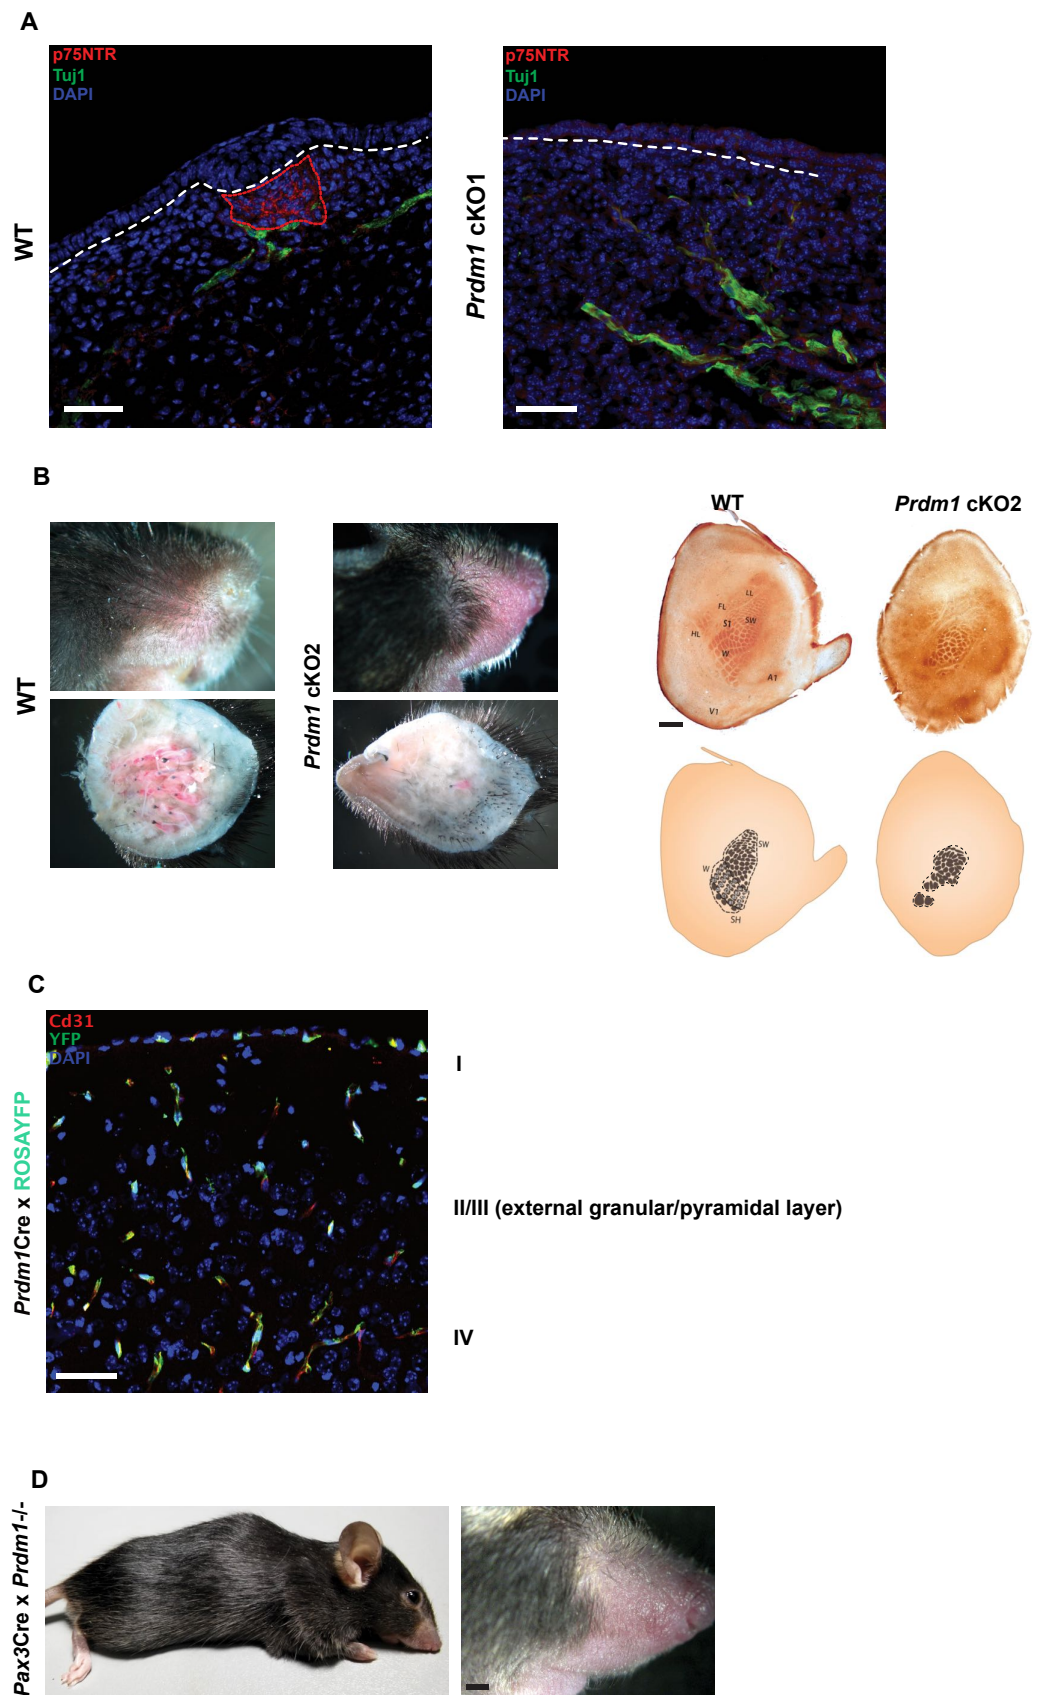 A
p75NTR
Tuj1
DAPI
WT
p75NTR
Tuj1
DAPI
Prdm1 cKO1
B
WT
Prdm1 cKO2
WT
Prdm1 cKO2
LL
FL
S1
SW
HL
W
A1
V1
W
SW
SH
C
Cd31
YFP
DAPI
Prdm1Cre x ROSAYFP
I
II/III (external granular/pyramidal layer)
IV
D
Pax3Cre x Prdm1-/-